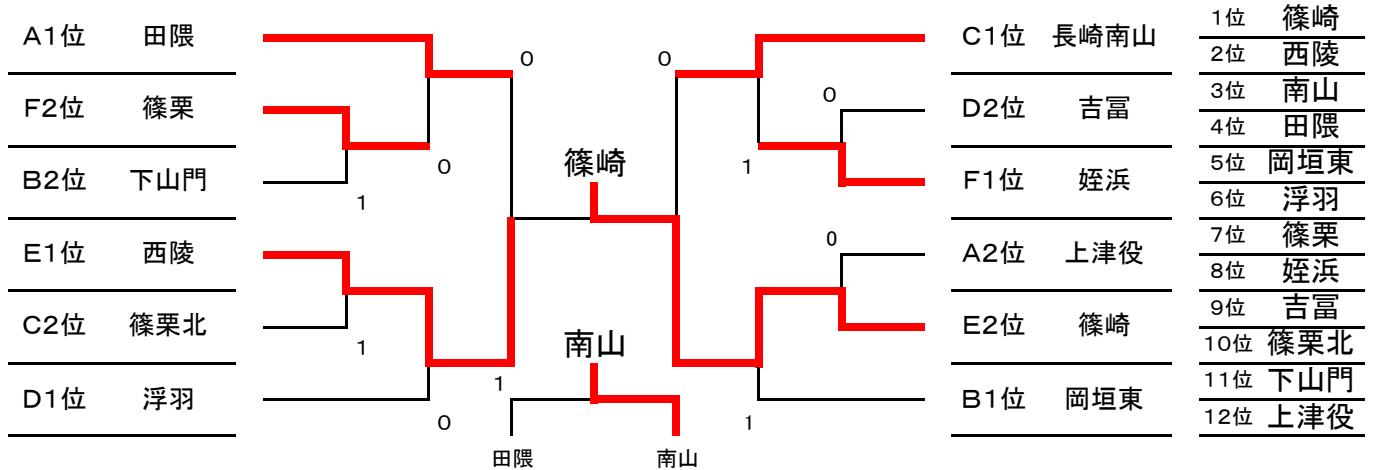 A1位 田隈
F2位 篠栗
B2位 下山門
E1位 西陵
C2位 篠栗北
D1位 浮羽
0
0
1
1
1
0
篠崎
南山
田隈
南山
0
0
1
0
1
C1位 長崎南山
D2位 吉冨
F1位 姪浜
A2位 上津役
E2位 篠崎
B1位 岡垣東
1位 篠崎
2位 西陵
3位 南山
4位 田隈
5位 岡垣東
6位 浮羽
7位 篠栗
8位 姪浜
9位 吉冨
10位 篠栗北
11位 下山門
12位 上津役